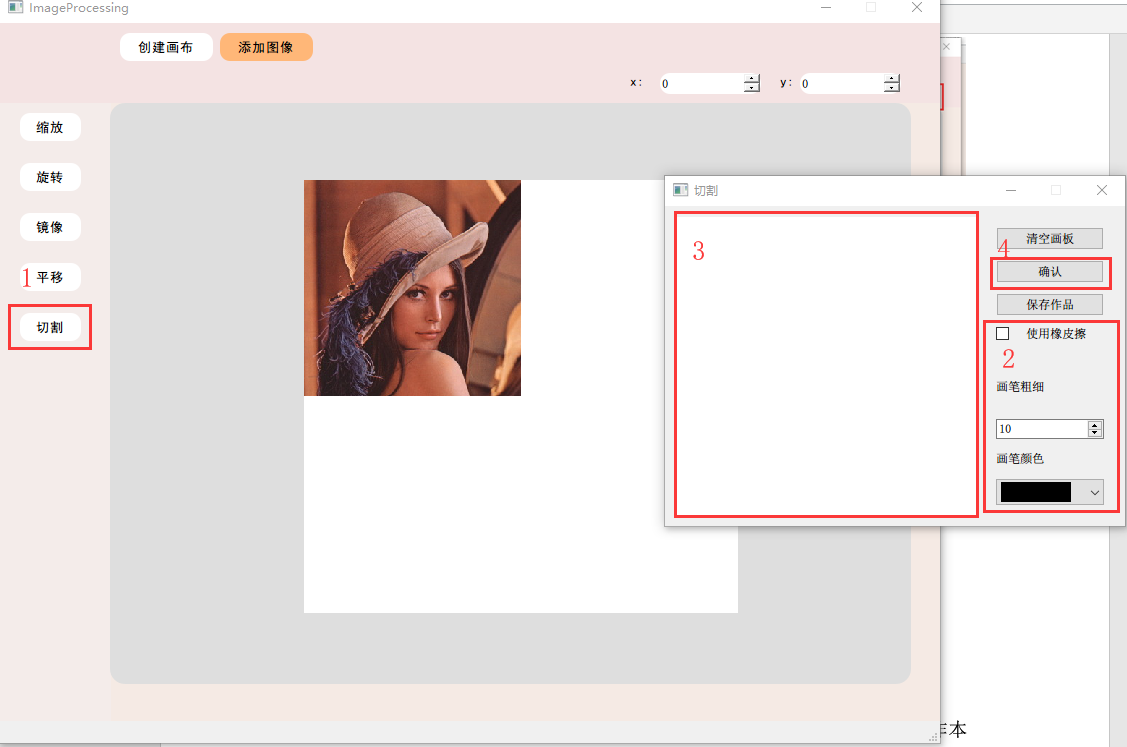 ImageProcessing
创建画布 添加图像
x: 0 y: 0
缩放
旋转
镜像
1 平移
切割
切割
3
清空画板
4
确认
保存作品
使用橡皮擦
2
画笔粗细
10
画笔颜色
本